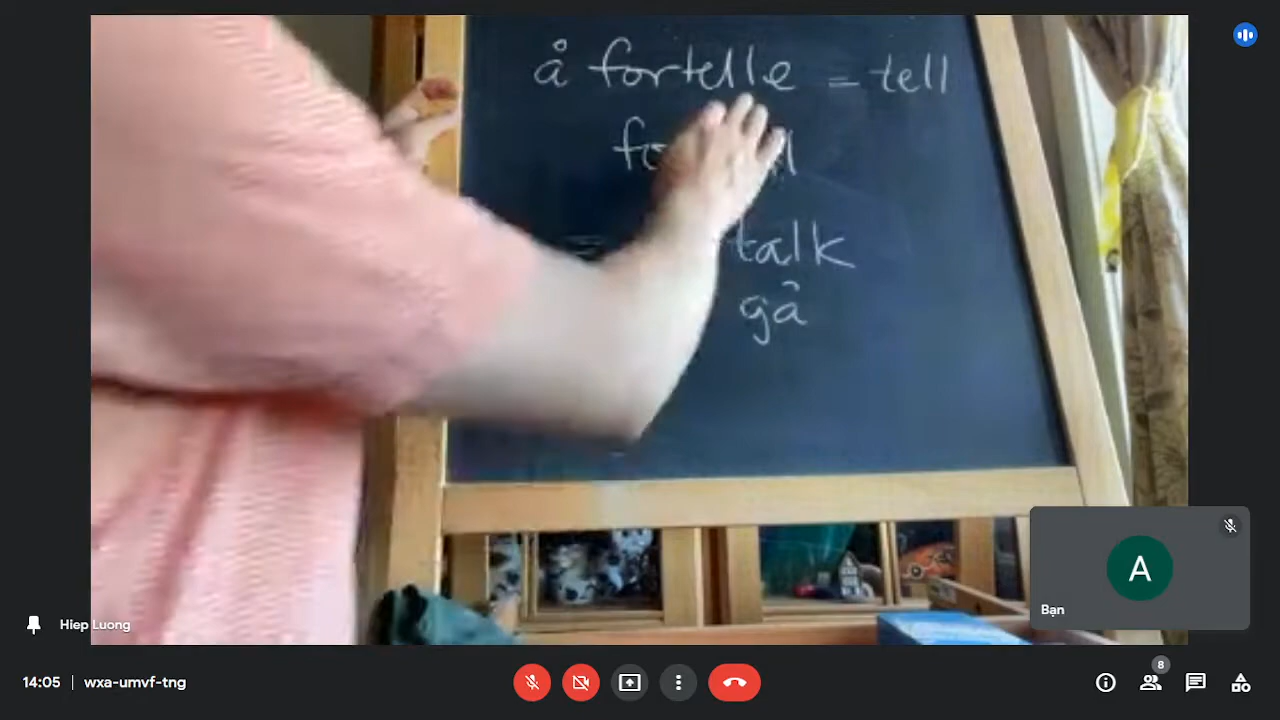 å fortelle = tell
talk
gå
A
Bạn
Hiep Luong
8
14:05 | wxa-umvf-tng